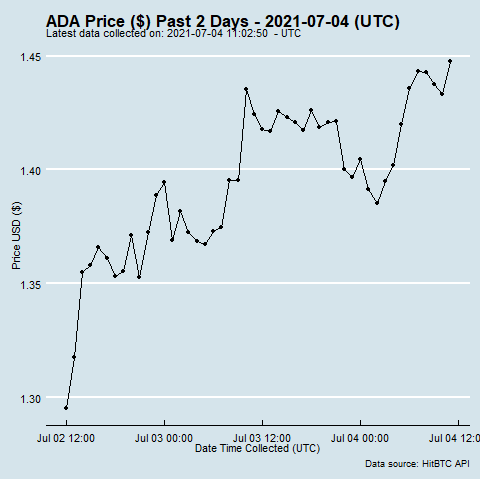 ADA Price ($) Past 2 Days - 2021-07-04 (UTC)
Latest data collected on: 2021-07-04 11:02:50 - UTC
1.45
1.40
1.35
1.30
Price USD ($)
Jul 02 12:00 Jul 03 00:00 Jul 03 12:00 Jul 04 00:00 Jul 04 12:00
Date Time Collected (UTC)
Data source: HitBTC API